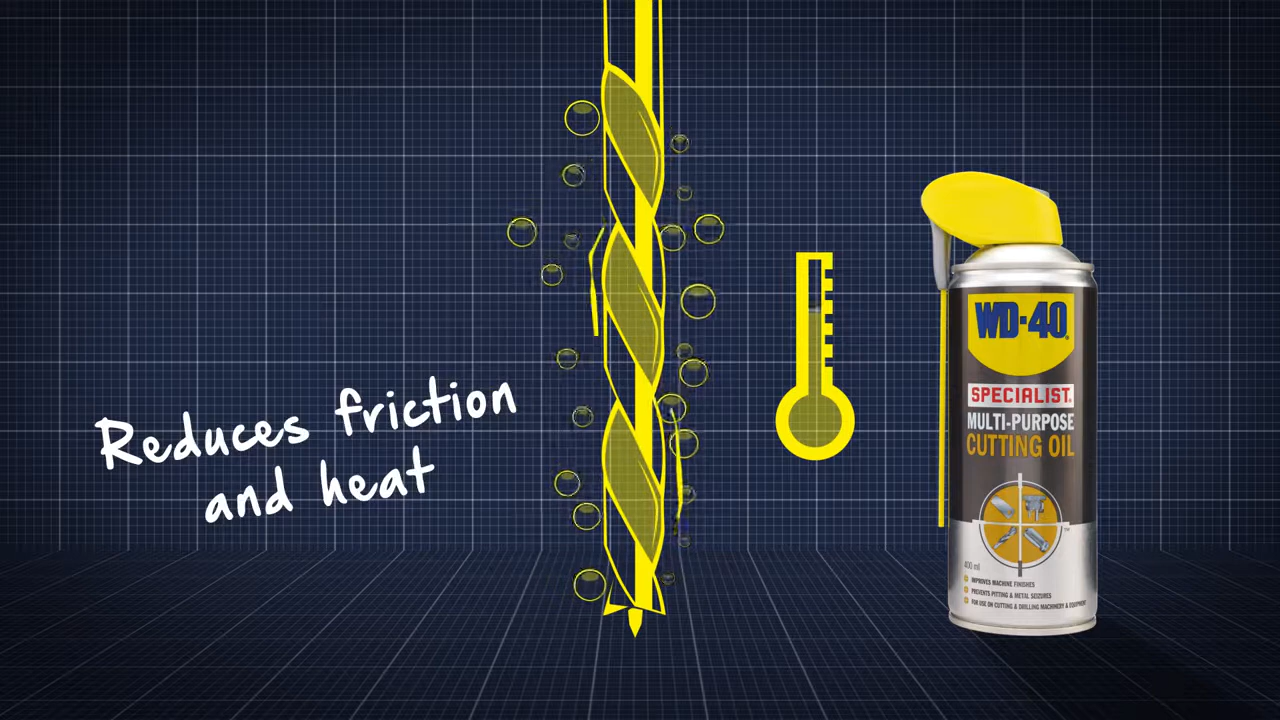 Reduces friction
and heat
WD-40
SPECIALIST
MULTI-PURPOSE
CUTTING OIL
400 ml
IMPROVES MACHINE FINISHES
PREVENTS PITTING & METAL SEIZURES
FOR USE ON CUTTING & DRILLING MACHINERY & EQUIPMENT